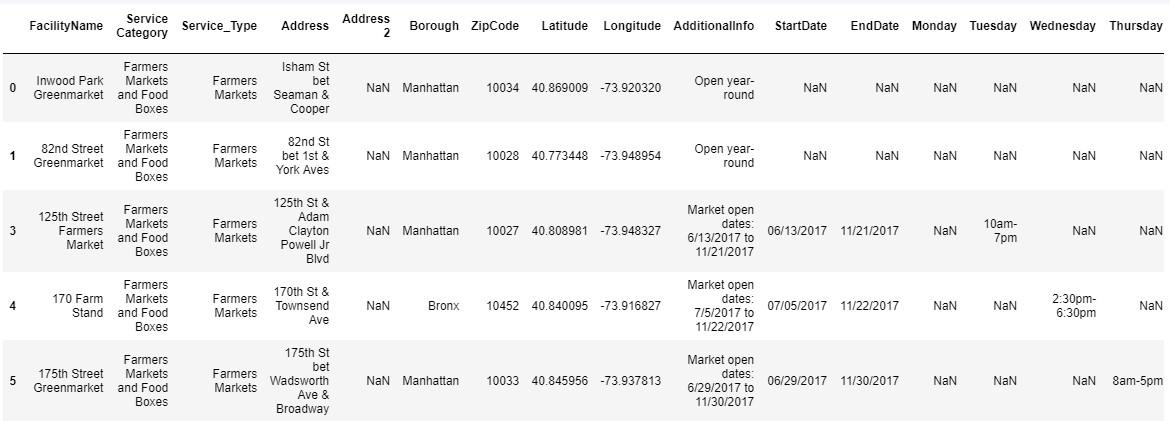 FacilityName Service Category Service_Type Address Address 2 Borough ZipCode Latitude Longitude AdditionalInfo StartDate EndDate Monday Tuesday Wednesday Thursday
0 Inwood Park Greenmarket Farmers Markets and Food Boxes Farmers Markets Isham St bet Seaman & Cooper NaN Manhattan 10034 40.869009 -73.920320 Open year-round NaN NaN NaN NaN NaN NaN
1 82nd Street Greenmarket Farmers Markets and Food Boxes Farmers Markets 82nd St bet 1st & York Aves NaN Manhattan 10028 40.773448 -73.948954 Open year-round NaN NaN NaN NaN NaN NaN
3 125th Street Farmers Market Farmers Markets and Food Boxes Farmers Markets 125th St & Adam Clayton Powell Jr Blvd NaN Manhattan 10027 40.808981 -73.948327 Market open dates: 6/13/2017 to 11/21/2017 06/13/2017 11/21/2017 NaN 10am-7pm NaN NaN
4 170 Farm Stand Farmers Markets and Food Boxes Farmers Markets 170th St & Townsend Ave NaN Bronx 10452 40.840095 -73.916827 Market open dates: 7/5/2017 to 11/22/2017 07/05/2017 11/22/2017 NaN NaN 2:30pm-6:30pm NaN
5 175th Street Greenmarket Farmers Markets and Food Boxes Farmers Markets 175th St bet Wadsworth Ave & Broadway NaN Manhattan 10033 40.845956 -73.937813 Market open dates: 6/29/2017 to 11/30/2017 06/29/2017 11/30/2017 NaN NaN NaN 8am-5pm